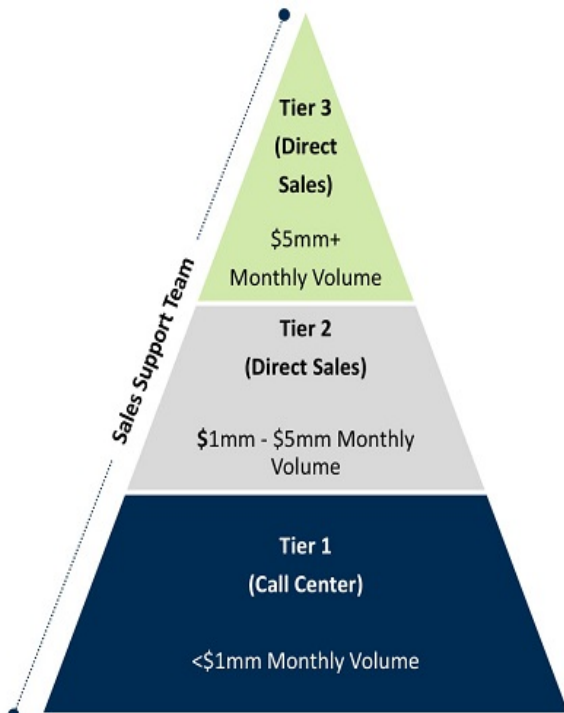 Tier 3
(Direct
Sales)
$5mm+
Monthly Volume
Sales Support Team
Tier 2
(Direct Sales)
$1mm - $5mm Monthly
Volume
Tier 1
(Call Center)
<$1mm Monthly Volume